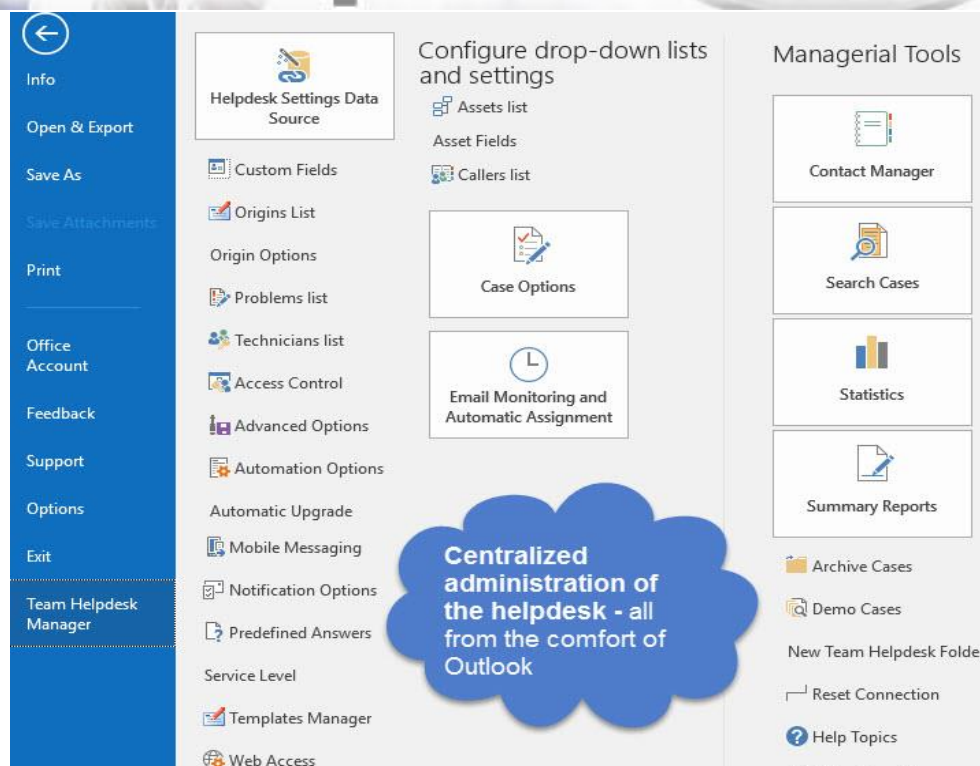 Info
Open & Export
Save As
Save Attachments
Print
Office
Account
Feedback
Support
Options
Exit
Team Helpdesk
Manager
Helpdesk Settings Data
Source
Custom Fields
Origins List
Origin Options
Problems list
Technicians list
Access Control
Advanced Options
Automation Options
Automatic Upgrade
Mobile Messaging
Notification Options
Predefined Answers
Service Level
Templates Manager
Web Access
Configure drop-down lists
and settings
Assets list
Asset Fields
Callers list
Case Options
Email Monitoring and
Automatic Assignment
Centralized
administration of
the helpdesk - all
from the comfort of
Outlook
Managerial Tools
Contact Manager
Search Cases
Statistics
Summary Reports
Archive Cases
Demo Cases
New Team Helpdesk Folde
Reset Connection
Help Topics